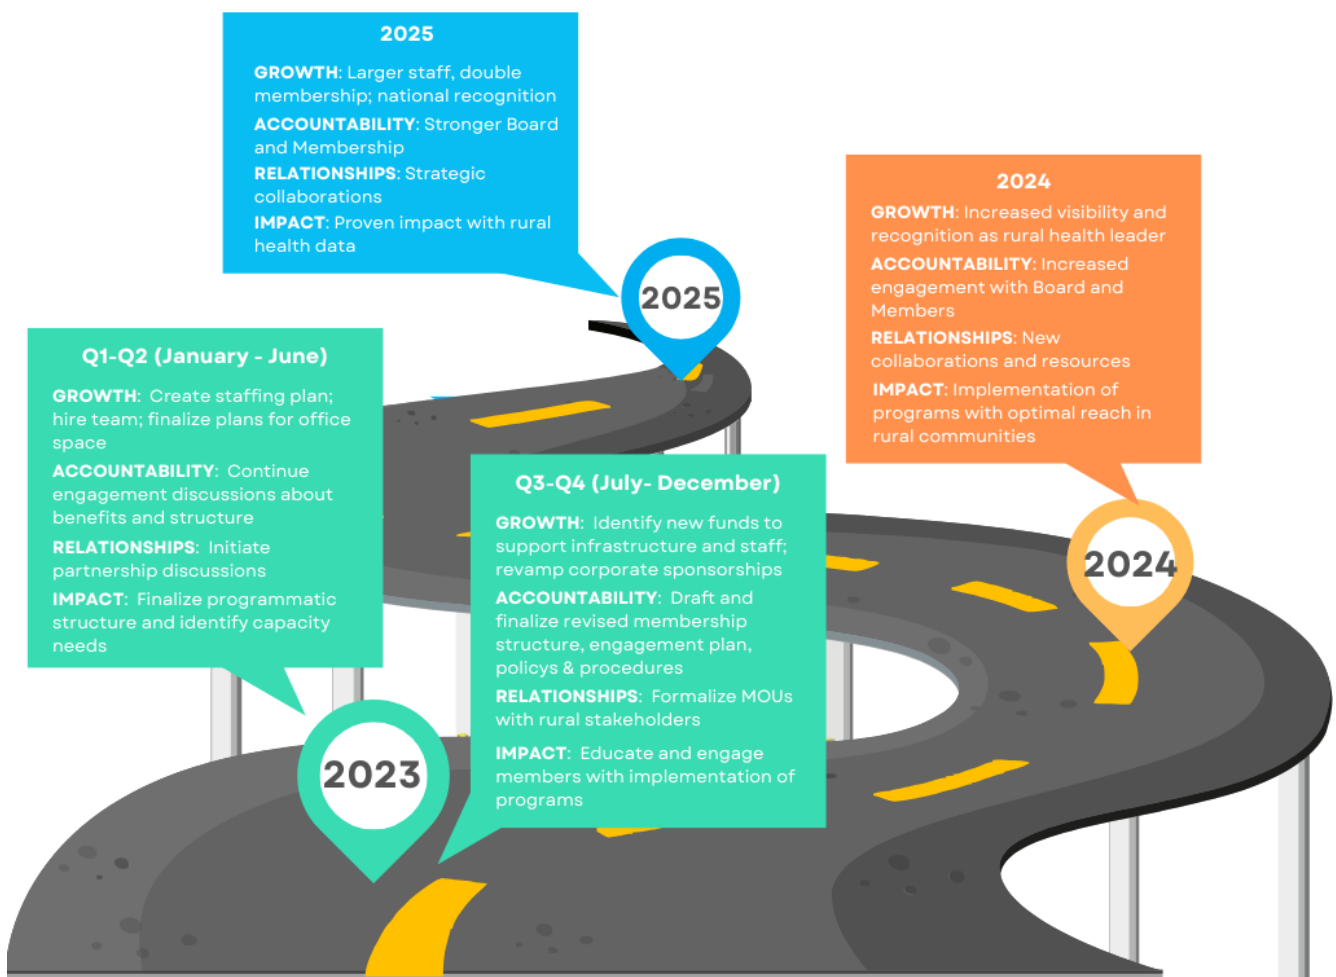 2025
GROWTH: Larger staff, double
membership; national recognition
ACCOUNTABILITY: Stronger Board
and Membership
RELATIONSHIPS: Strategic
collaborations
IMPACT: Proven impact with rural
health data
2025
2024
GROWTH: Increased visibility and
recognition as rural health leader
ACCOUNTABILITY: Increased
engagement with Board and
Members
RELATIONSHIPS: New
collaborations and resources
IMPACT: Implementation of
programs with optimal reach in
rural communities
2024
Q1-Q2 (January - June)
GROWTH: Create staffing plan;
hire team; finalize plans for office
space
ACCOUNTABILITY: Continue
engagement discussions about
benefits and structure
RELATIONSHIPS: Initiate
partnership discussions
IMPACT: Finalize programmatic
structure and identify capacity
needs
Q3-Q4 (July- December)
GROWTH: Identify new funds to
support infrastructure and staff;
revamp corporate sponsorships
ACCOUNTABILITY: Draft and
finalize revised membership
structure, engagement plan,
policys & procedures
RELATIONSHIPS: Formalize MOUs
with rural stakeholders
IMPACT: Educate and engage
members with implementation of
programs
2023